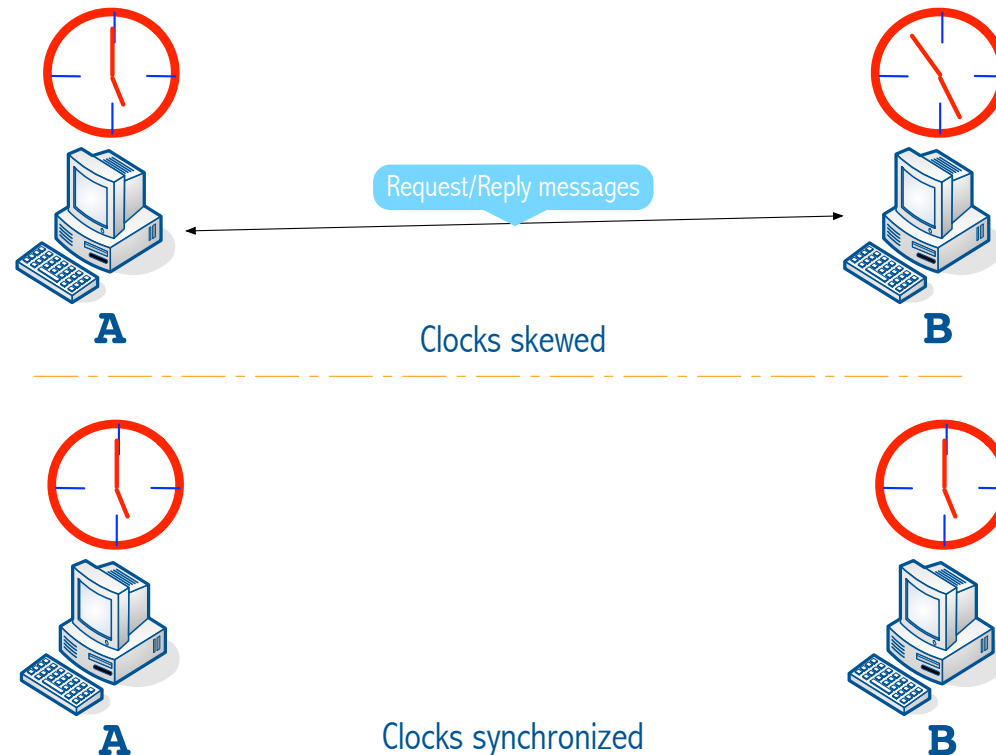 Request/Reply messages
A
B
Clocks skewed
A
B
Clocks synchronized